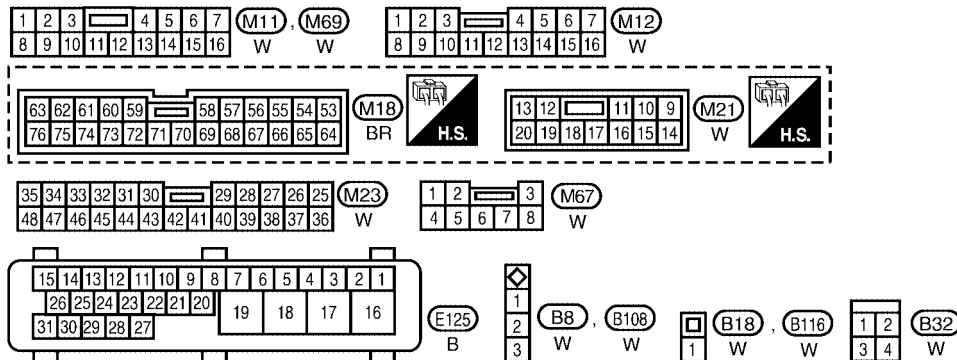 1 2 3 4 5 6 7 M11 , M69 W
8 9 10 11 12 13 14 15 16
1 2 3 4 5 6 7 M12 W
8 9 10 11 12 13 14 15 16
63 62 61 60 59 58 57 56 55 54 53 M18 BR
76 75 74 73 72 71 70 69 68 67 66 65 64
H.S.
13 12 11 10 9 M21 W
20 19 18 17 16 15 14
H.S.
35 34 33 32 31 30 29 28 27 26 25 M23 W
48 47 46 45 44 43 42 41 40 39 38 37 36
1 2 3 M67 W
4 5 6 7 8
15 14 13 12 11 10 9 8 7 6 5 4 3 2 1
26 25 24 23 22 21 20 19 18 17 16
31 30 29 28 27
E125 B
1
2
3
B8 , B108
W W
1
B18 , B116
W W
1 2
3 4
B32
W